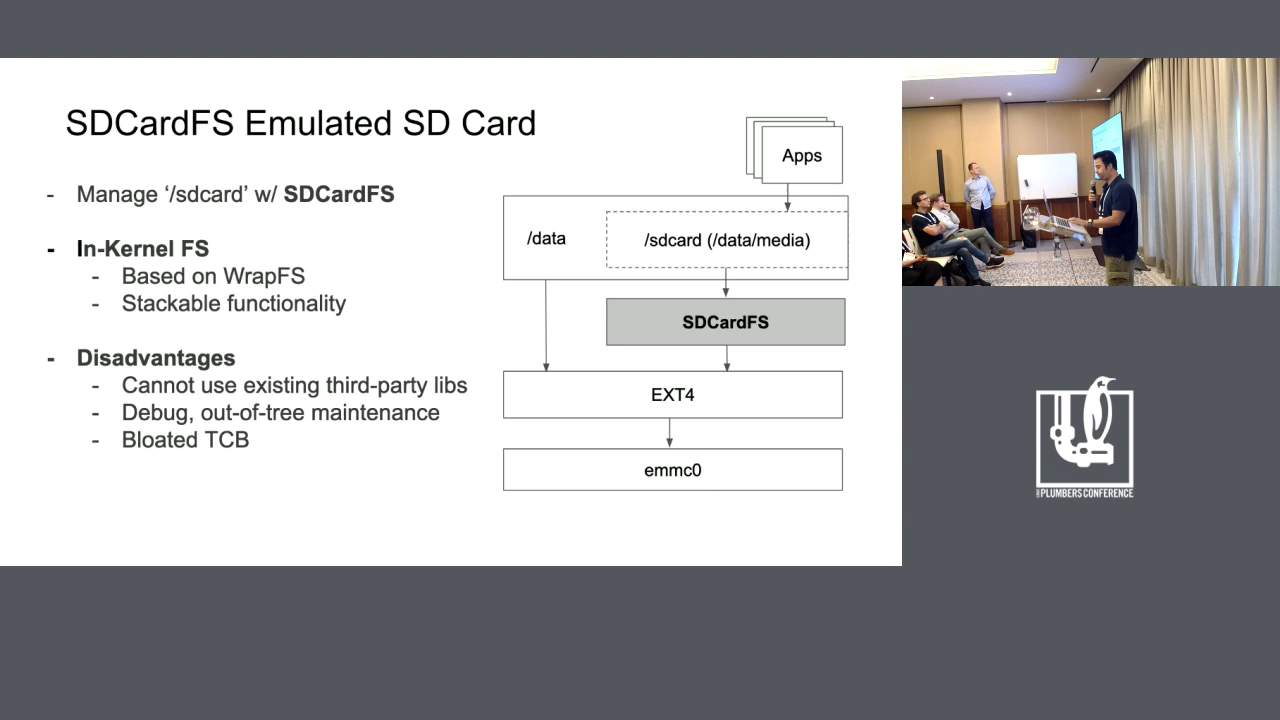 SDCardFS Emulated SD Card
- Manage ‘/sdcard’ w/ SDCardFS
- In-Kernel FS
- Based on WrapFS
- Stackable functionality
- Disadvantages
- Cannot use existing third-party libs
- Debug, out-of-tree maintenance
- Bloated TCB
Apps
/data
/sdcard (/data/media)
SDCardFS
EXT4
emmc0
PLUMBERS CONFERENCE